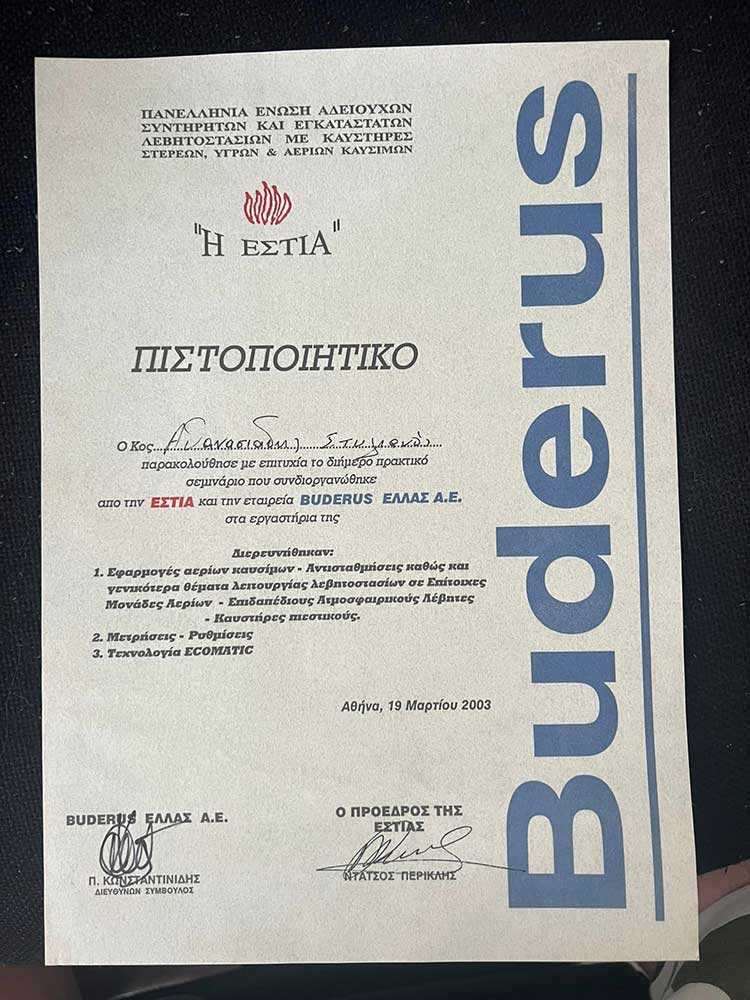 ΠΑΝΕΛΛΗΝΙΑ ΕΝΩΣΗ ΑΔΕΙΟΥΧΩΝ
ΣΥΝΤΗΡΗΤΩΝ ΚΑΙ ΕΓΚΑΤΑΣΤΑΤΩΝ
ΛΕΒΗΤΟΣΤΑΣΙΩΝ ΜΕ ΚΑΥΣΤΗΡΕΣ
ΣΤΕΡΕΩΝ, ΥΓΡΩΝ & ΑΕΡΙΩΝ ΚΑΥΣΙΜΩΝ
"Η ΕΣΤΙΑ"
ΠΙΣΤΟΠΟΙΗΤΙΚΟ
Ο Κος Αθανασιάδης Στυλιανός
παρακολούθησε με επιτυχία το διήμερο πρακτικό
σεμινάριο που συνδιοργανώθηκε
απο την ΕΣΤΙΑ και την εταιρεία BUDERUS ΕΛΛΑΣ Α.Ε.
στα εργαστήρια της
Διερευνήθηκαν:
1. Εφαρμογές αερίων καυσίμων - Αντισταθμήσεις καθώς και
γενικότερα θέματα λειτουργίας λεβητοστασίων σε Επίτοιχες
Μονάδες Αερίων - Επιδαπέδιους Ατμοσφαιρικούς Λέβητες
- Καυστήρες πιεστικούς.
2. Μετρήσεις - Ρυθμίσεις
3. Τεχνολογία ECOMATIC
Αθήνα, 19 Μαρτίου 2003
BUDERUS ΕΛΛΑΣ Α.Ε.
Π. ΚΩΝΣΤΑΝΤΙΝΙΔΗΣ
ΔΙΕΥΘΥΝΩΝ ΣΥΜΒΟΥΛΟΣ
Ο ΠΡΟΕΔΡΟΣ ΤΗΣ
ΕΣΤΙΑΣ
ΝΤΑΤΣΟΣ ΠΕΡΙΚΛΗΣ
Buderus